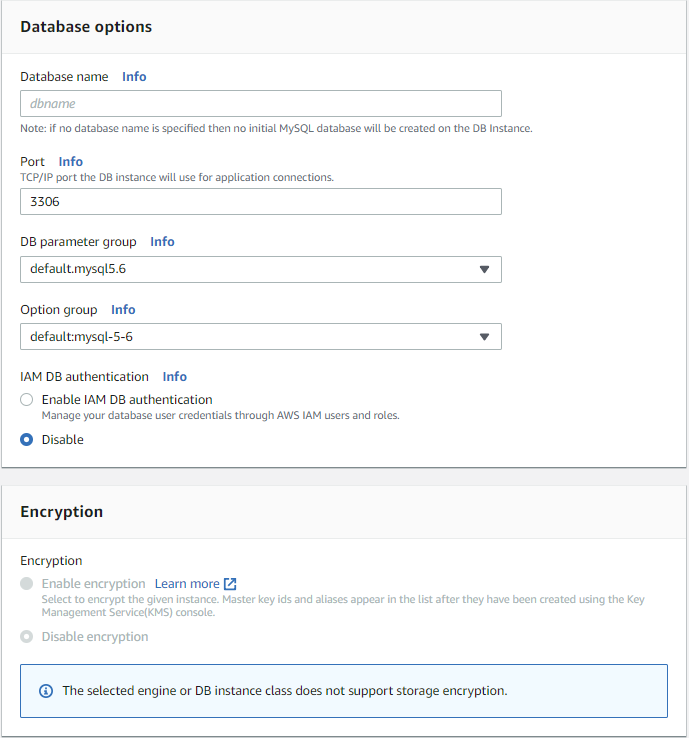 Database options
Database name Info
dbname
Note: if no database name is specified then no initial MySQL database will be created on the DB Instance.
Port Info
TCP/IP port the DB instance will use for application connections.
3306
DB parameter group Info
default.mysql5.6
Option group Info
default:mysql-5-6
IAM DB authentication Info
Enable IAM DB authentication
Manage your database user credentials through AWS IAM users and roles.
Disable
Encryption
Encryption
Enable encryption Learn more
Select to encrypt the given instance. Master key ids and aliases appear in the list after they have been created using the Key
Management Service(KMS) console.
Disable encryption
The selected engine or DB instance class does not support storage encryption.